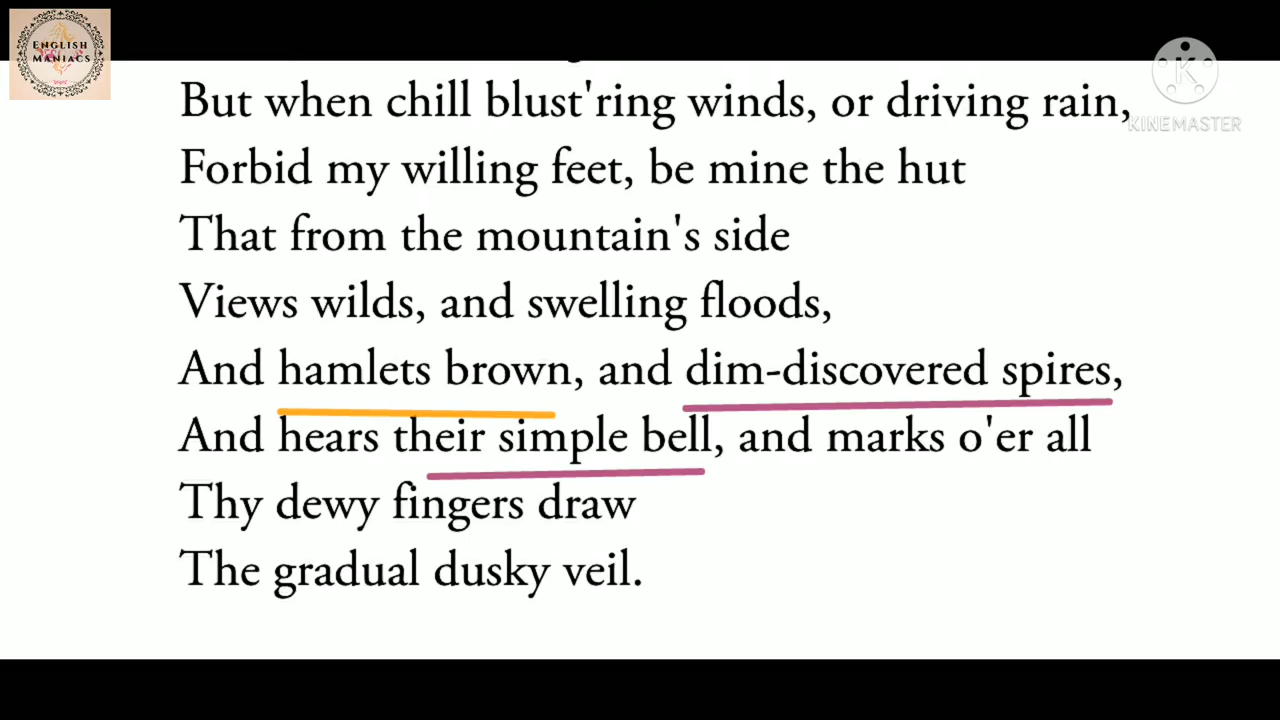 ENGLISH
MANIACS
K
KINEMASTER
But when chill blust'ring winds, or driving rain,
Forbid my willing feet, be mine the hut
That from the mountain's side
Views wilds, and swelling floods,
And hamlets brown, and dim-discovered spires,
And hears their simple bell, and marks o'er all
Thy dewy fingers draw
The gradual dusky veil.